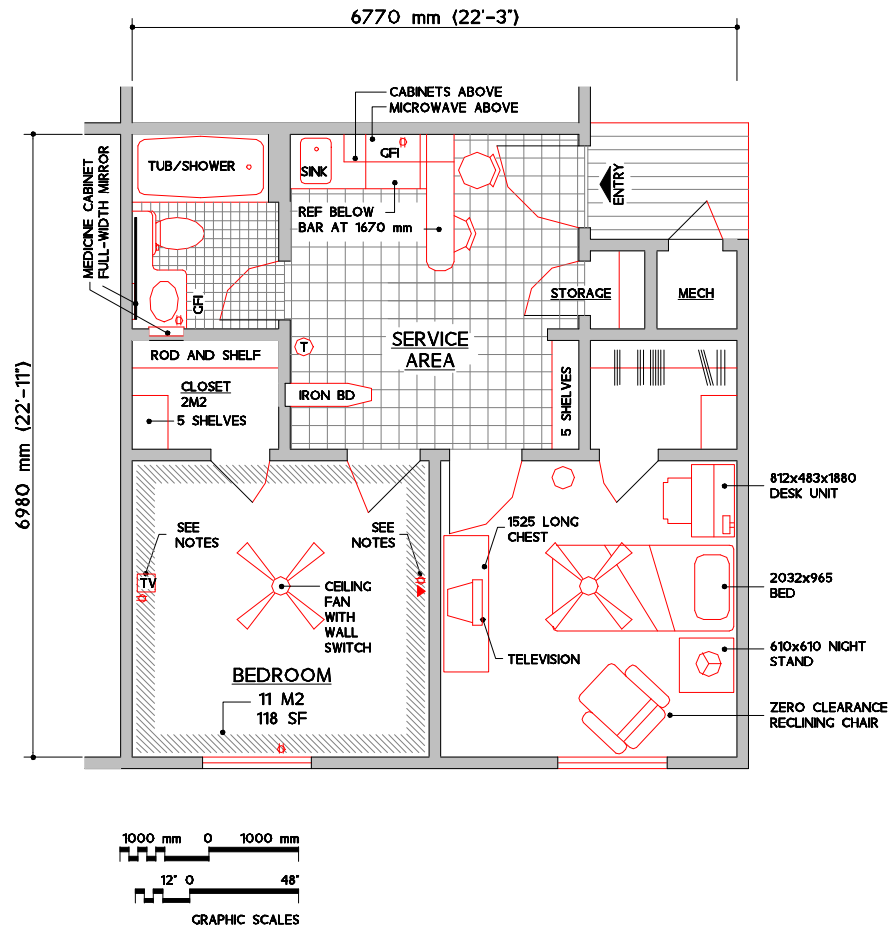 6770 mm (22'-3")
CABINETS ABOVE
MICROWAVE ABOVE
TUB/SHOWER
SINK
GFI
ENTRY
MEDICINE CABINET
FULL-WIDTH MIRROR
REF BELOW
BAR AT 1670 mm
GFI
STORAGE
MECH
SERVICE
AREA
T
ROD AND SHELF
CLOSET
2M2
5 SHELVES
IRON BD
5 SHELVES
6980 mm (22'-11")
812x483x1880
DESK UNIT
SEE
NOTES
SEE
NOTES
1525 LONG
CHEST
TV
CEILING
FAN
WITH
WALL
SWITCH
2032x965
BED
TELEVISION
610x610 NIGHT
STAND
BEDROOM
11 M2
118 SF
ZERO CLEARANCE
RECLINING CHAIR
1000 mm 0 1000 mm
12" 0 48"
GRAPHIC SCALES